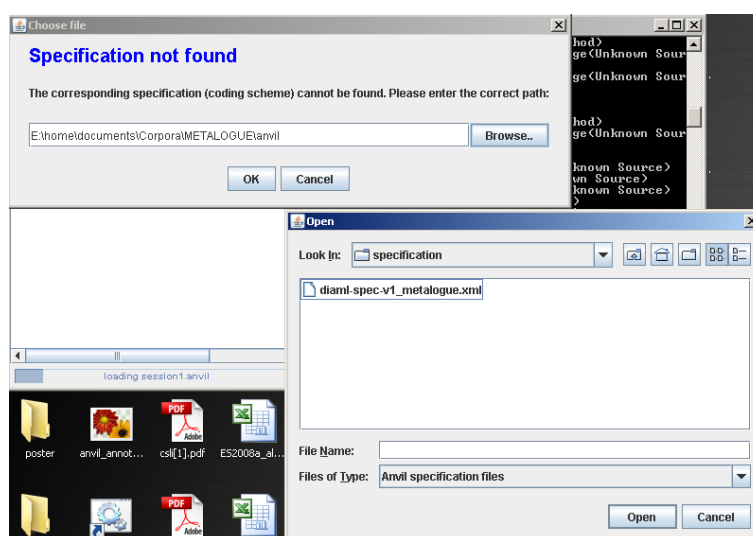 Choose file
Specification not found
The corresponding specification (coding scheme) cannot be found. Please enter the correct path:
E:\home\documents\Corpora\METALOGUE\anvil
Browse..
OK
Cancel
hod)
ge(Unknown Sour
ge(Unknown Sour
hod)
ge(Unknown Sour
known Source)
wn Source)
known Source)
)
Open
Look In:
specification
diaml-spec-v1_metalogue.xml
loading session1.anvil
File Name:
Files of Type:
Anvil specification files
Open
Cancel
poster
anvil_annot...
csli[1].pdf
ES2008a_al...
PDF
Adobe
PDF
Adobe